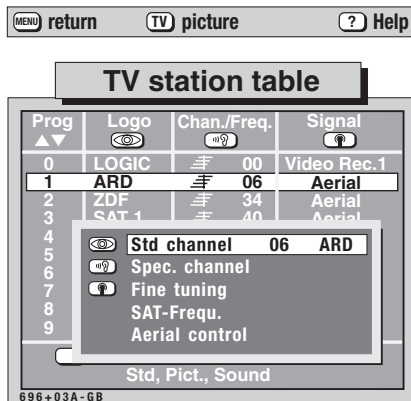 MENU return TV picture ? Help
TV station table
Prog Logo Chan./Freq. Signal
0 LOGIC 00 Video Rec.1
1 ARD 06 Aerial
2 ZDF 34 Aerial
3 SAT 1 40 Aerial
4
5
6
7
8
9
Std channel 06 ARD
Spec. channel
Fine tuning
SAT-Frequ.
Aerial control
Std, Pict., Sound
696+03A-GB